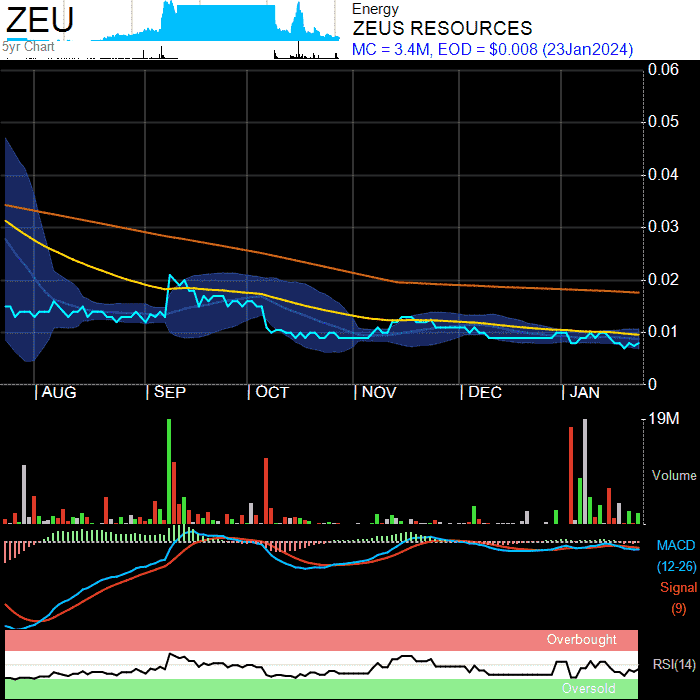 ZEU
5yr Chart
Energy
ZEUS RESOURCES
MC = 3.4M, EOD = $0.008 (23Jan2024)
0.06
0.05
0.04
0.03
0.02
0.01
0
| AUG | SEP | OCT | NOV | DEC | JAN
19M
Volume
MACD
(12-26)
Signal
(9)
Overbought
RSI(14)
Oversold